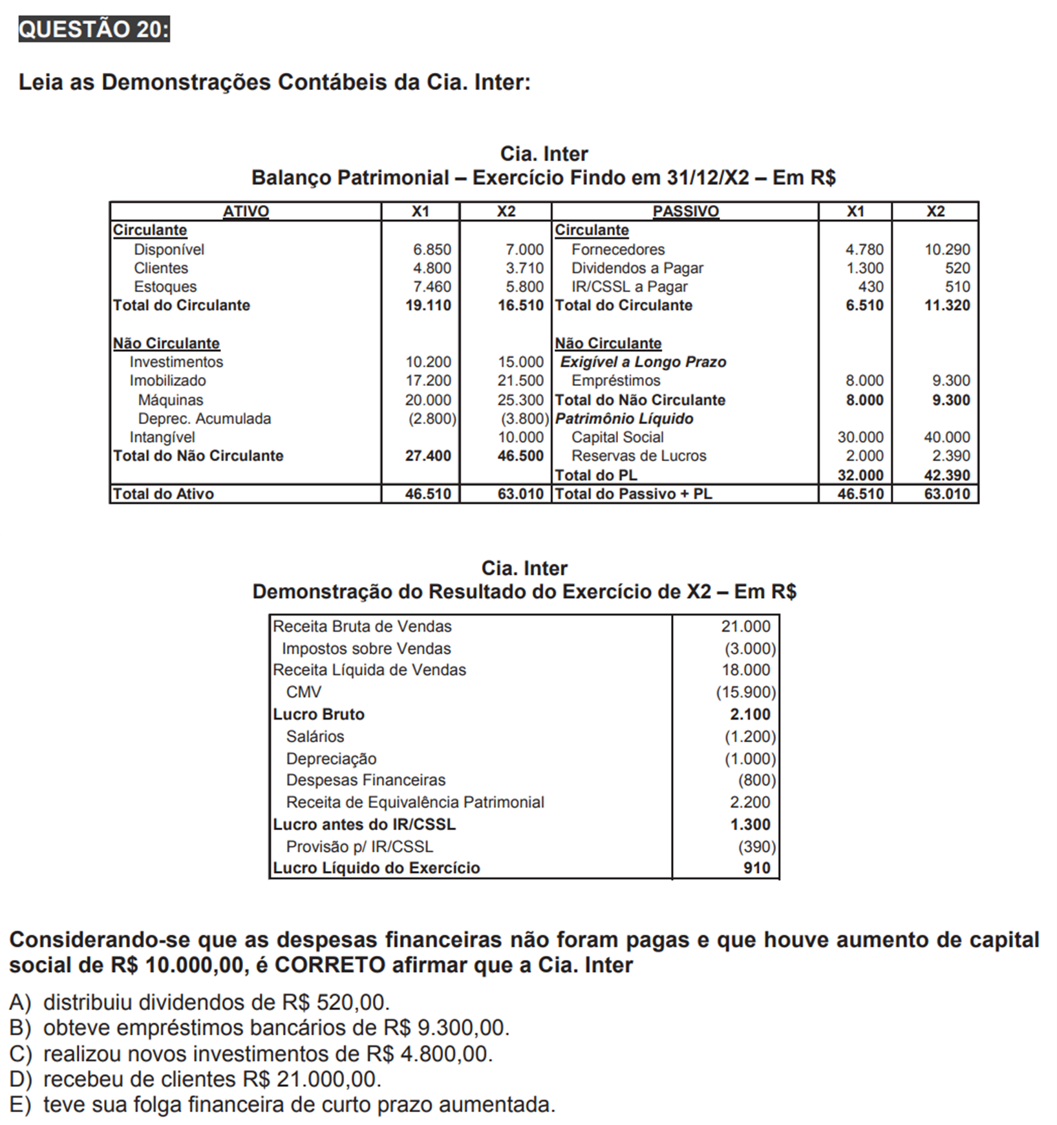 QUESTÃO 20:
Leia as Demonstrações Contábeis da Cia. Inter:
Cia. Inter
Balanço Patrimonial – Exercício Findo em 31/12/X2 – Em R$
ATIVO X1 X2 PASSIVO X1 X2
Circulante Circulante
Disponível 6.850 7.000 Fornecedores 4.780 10.290
Clientes 4.800 3.710 Dividendos a Pagar 1.300 520
Estoques 7.460 5.800 IR/CSSL a Pagar 430 510
Total do Circulante 19.110 16.510 Total do Circulante 6.510 11.320
Não Circulante Não Circulante
Investimentos 10.200 15.000 Exigível a Longo Prazo
Imobilizado 17.200 21.500 Empréstimos 8.000 9.300
Máquinas 20.000 25.300 Total do Não Circulante 8.000 9.300
Deprec. Acumulada (2.800) (3.800) Patrimônio Líquido
Intangível 10.000 Capital Social 30.000 40.000
Total do Não Circulante 27.400 46.500 Reservas de Lucros 2.000 2.390
Total do PL 32.000 42.390
Total do Ativo 46.510 63.010 Total do Passivo + PL 46.510 63.010
Cia. Inter
Demonstração do Resultado do Exercício de X2 – Em R$
Receita Bruta de Vendas 21.000
Impostos sobre Vendas (3.000)
Receita Líquida de Vendas 18.000
CMV (15.900)
Lucro Bruto 2.100
Salários (1.200)
Depreciação (1.000)
Despesas Financeiras (800)
Receita de Equivalência Patrimonial 2.200
Lucro antes do IR/CSSL 1.300
Provisão p/ IR/CSSL (390)
Lucro Líquido do Exercício 910
Considerando-se que as despesas financeiras não foram pagas e que houve aumento de capital
social de R$ 10.000,00, é CORRETO afirmar que a Cia. Inter
A) distribuiu dividendos de R$ 520,00.
B) obteve empréstimos bancários de R$ 9.300,00.
C) realizou novos investimentos de R$ 4.800,00.
D) recebeu de clientes R$ 21.000,00.
E) teve sua folga financeira de curto prazo aumentada.